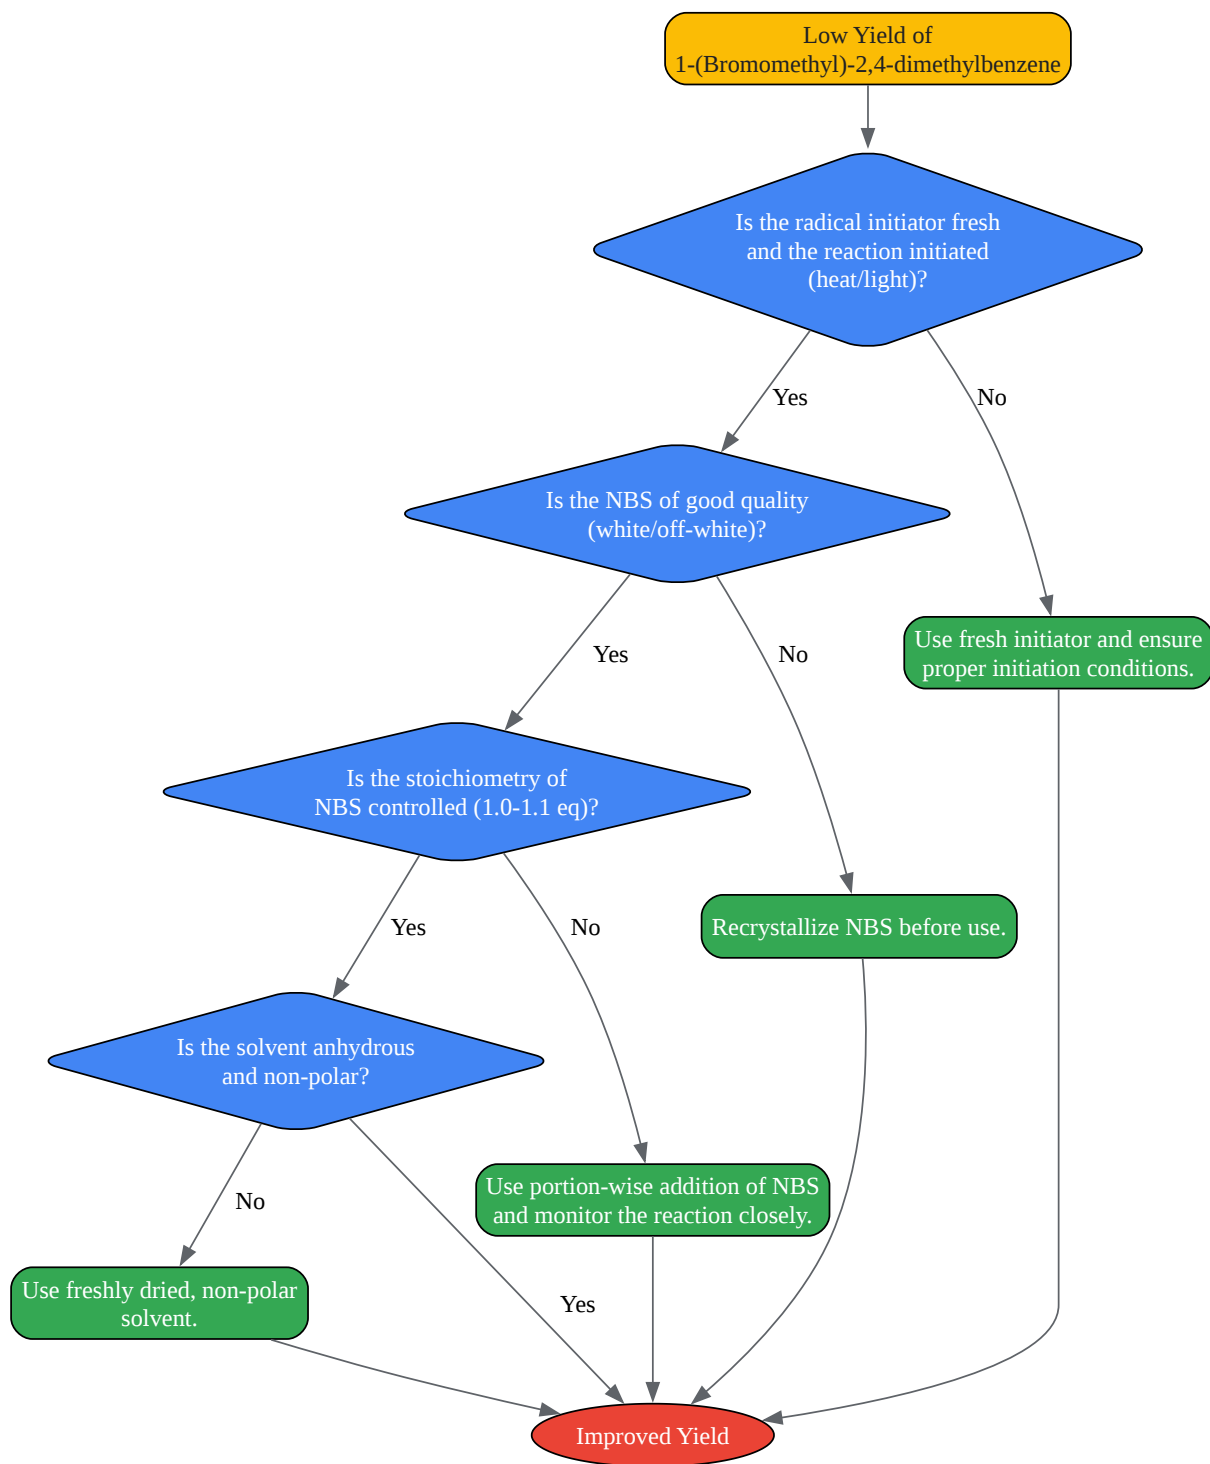 Low Yield of
1-(Bromomethyl)-2,4-dimethylbenzene
Is the radical initiator fresh
and the reaction initiated
(heat/light)?
Yes
No
Is the NBS of good quality
(white/off-white)?
Use fresh initiator and ensure
proper initiation conditions.
Yes
No
Is the stoichiometry of
NBS controlled (1.0-1.1 eq)?
Recrystallize NBS before use.
Yes
No
Is the solvent anhydrous
and non-polar?
Use portion-wise addition of NBS
and monitor the reaction closely.
No
Yes
Use freshly dried, non-polar
solvent.
Improved Yield